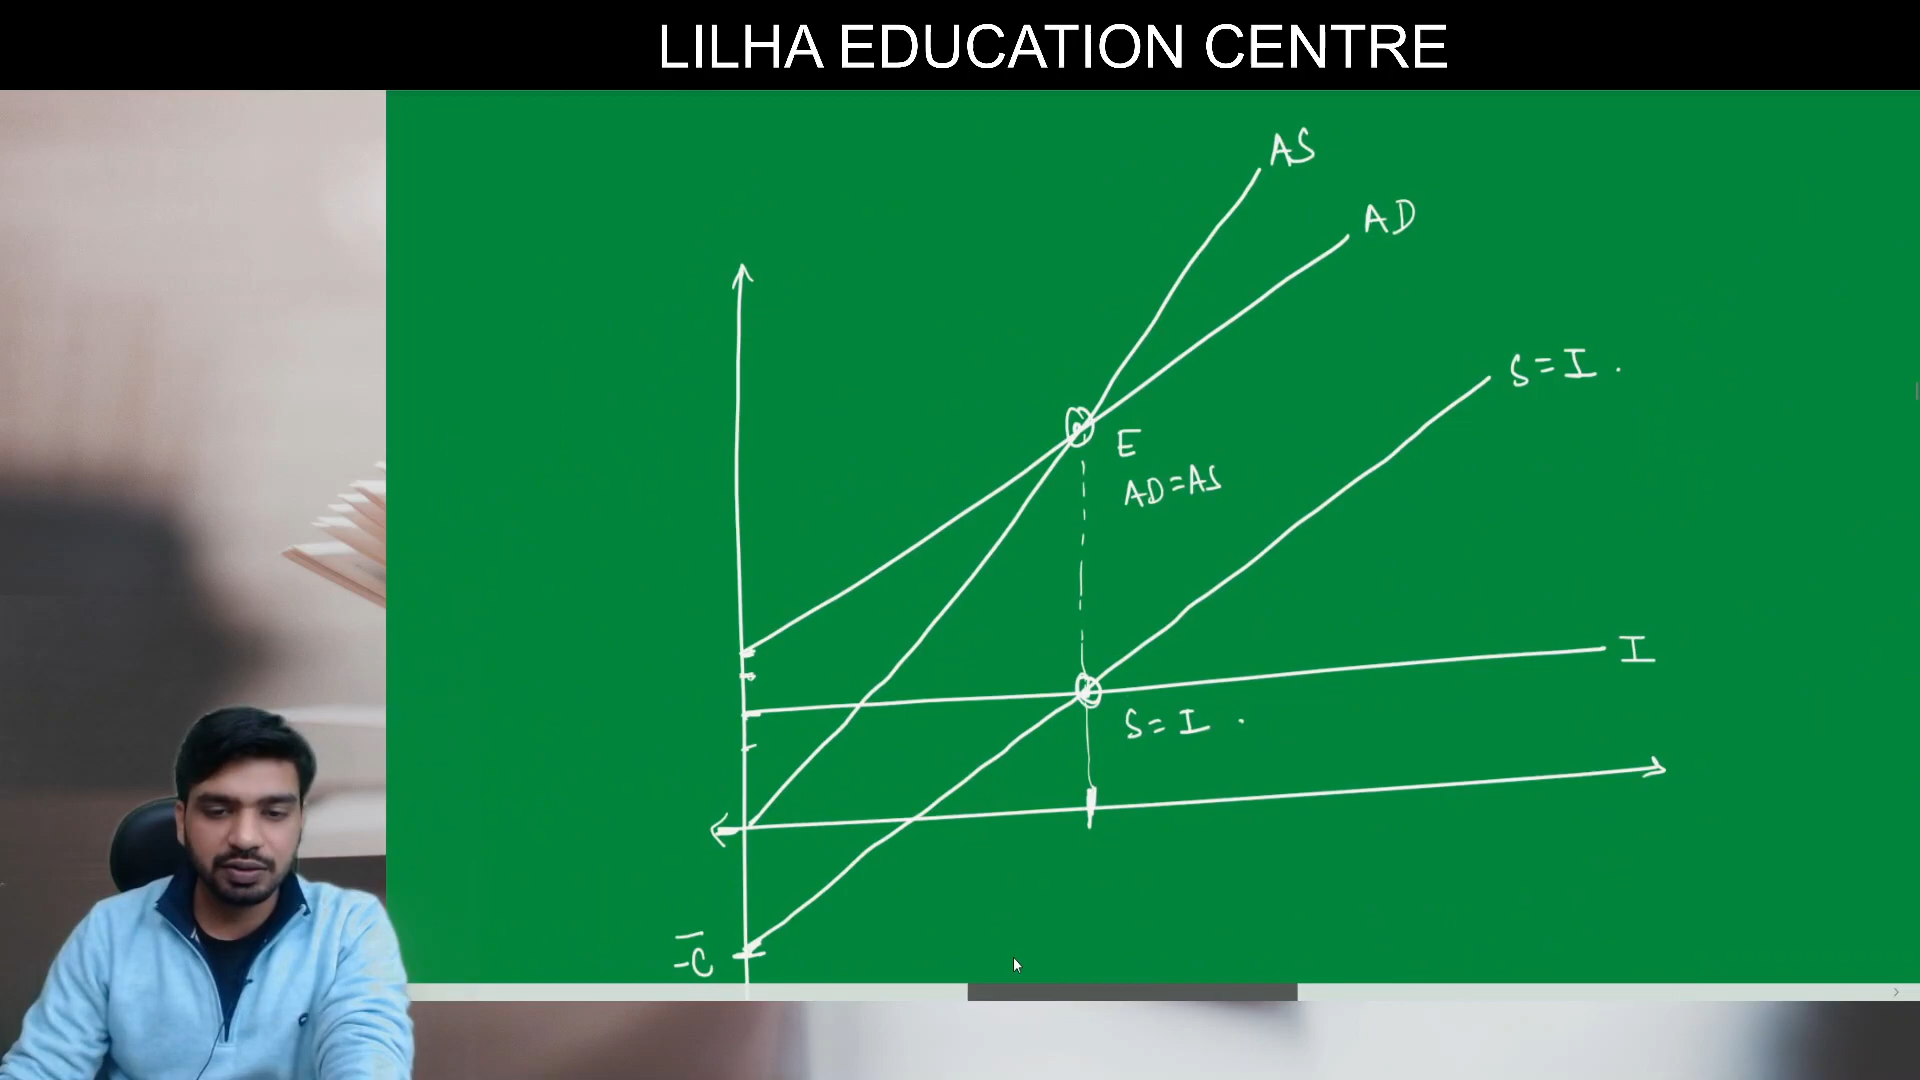 LILHA EDUCATION CENTRE
AS
AD
S=I.
E
AD=AS
I
S=I.
-C̅